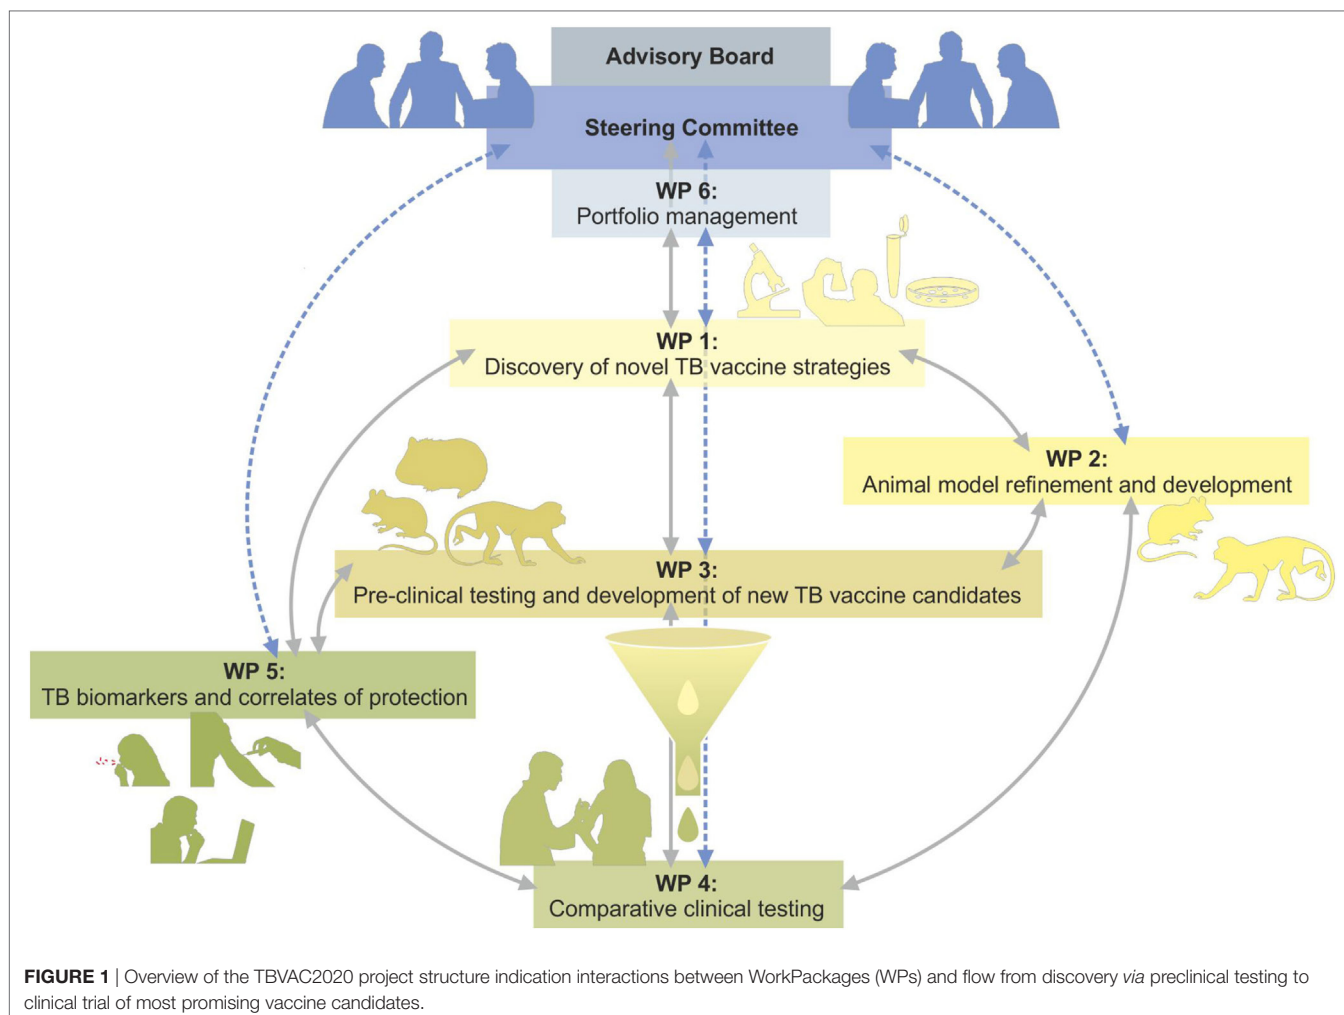 Advisory Board
Steering Committee
WP 6:
Portfolio management
WP 1:
Discovery of novel TB vaccine strategies
WP 2:
Animal model refinement and development
WP 3:
Pre-clinical testing and development of new TB vaccine candidates
WP 5:
TB biomarkers and correlates of protection
WP 4:
Comparative clinical testing
FIGURE 1 | Overview of the TBVAC2020 project structure indication interactions between WorkPackages (WPs) and flow from discovery via preclinical testing to
clinical trial of most promising vaccine candidates.